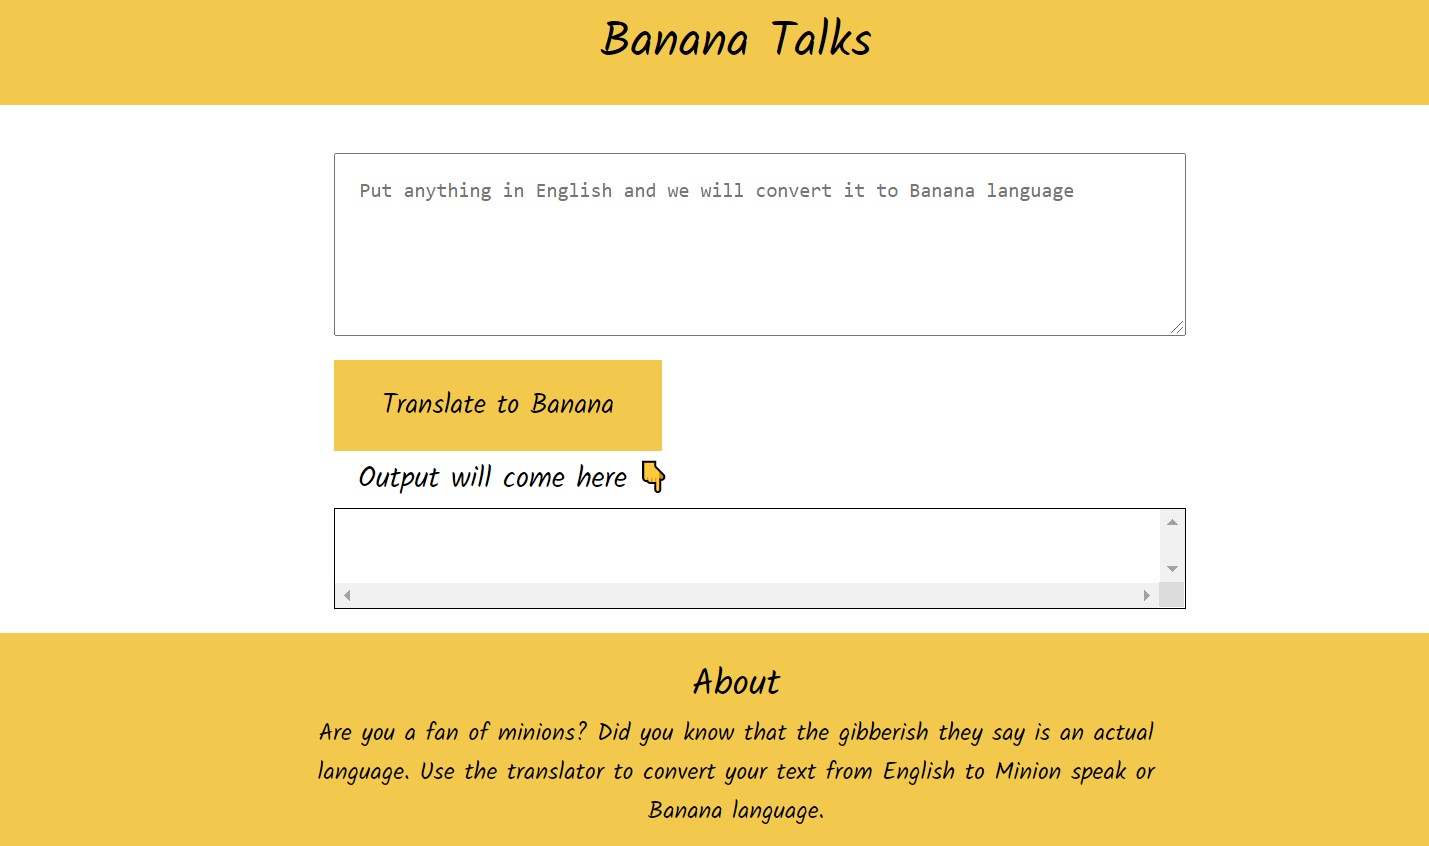 Banana Talks
Put anything in English and we will convert it to Banana language
Translate to Banana
Output will come here 👇
About
Are you a fan of minions? Did you know that the gibberish they say is an actual
language. Use the translator to convert your text from English to Minion speak or
Banana language.